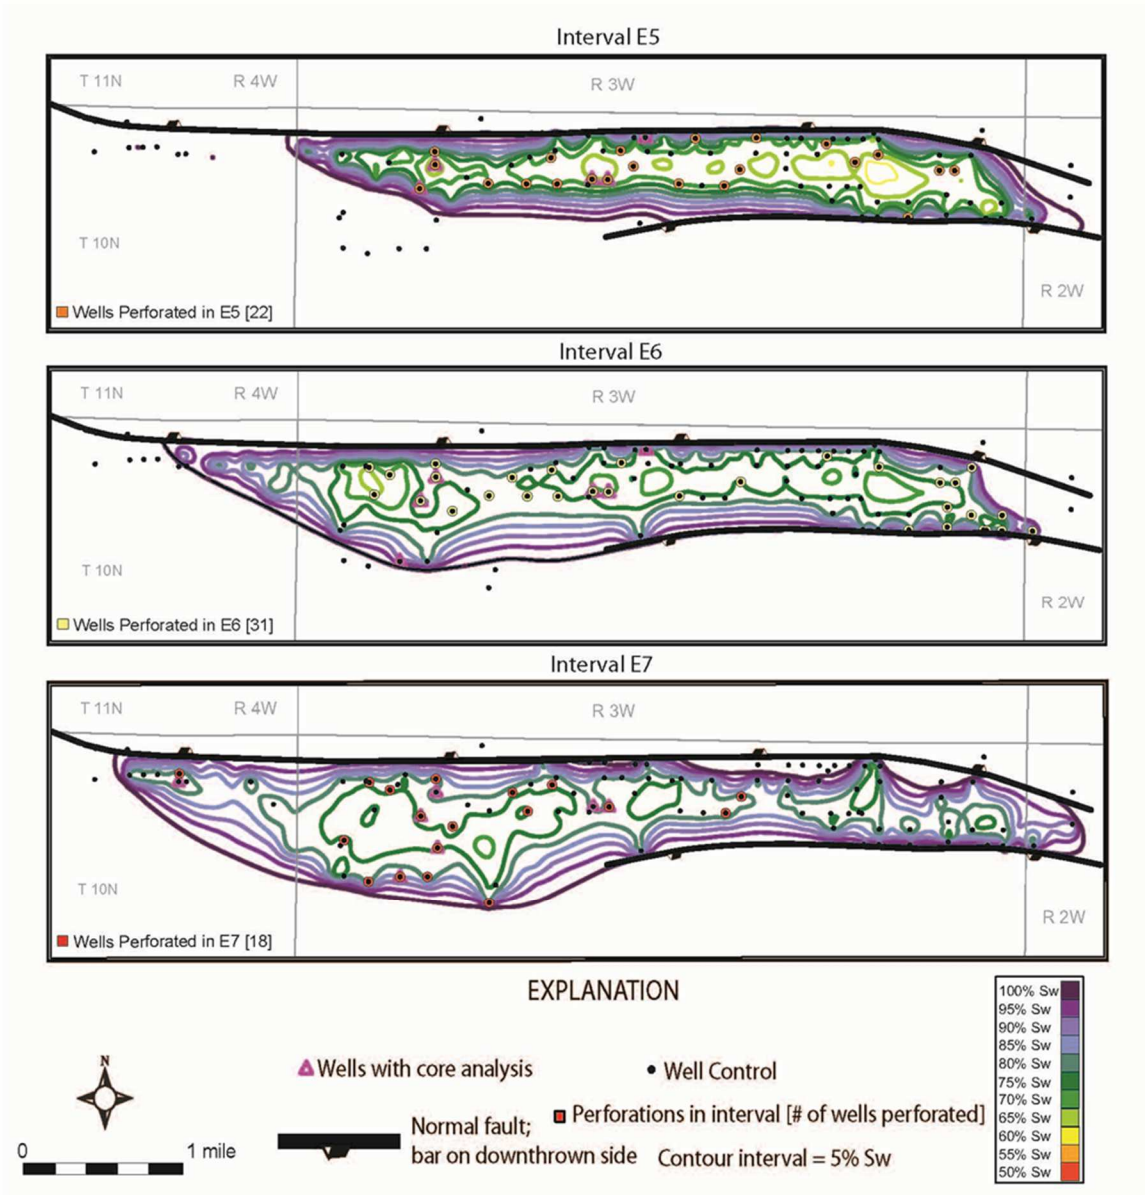 Interval E5
T 11N R 4W R 3W
T 10N
R 2W
Wells Perforated in E5 [22]
Interval E6
T 11N R 4W R 3W
T 10N
R 2W
Wells Perforated in E6 [31]
Interval E7
T 11N R 4W R 3W
T 10N
R 2W
Wells Perforated in E7 [18]
EXPLANATION
N
0 1 mile
Wells with core analysis
Well Control
Normal fault;
bar on downthrown side
Perforations in interval [# of wells perforated]
Contour interval = 5% Sw
100% Sw
95% Sw
90% Sw
85% Sw
80% Sw
75% Sw
70% Sw
65% Sw
60% Sw
55% Sw
50% Sw